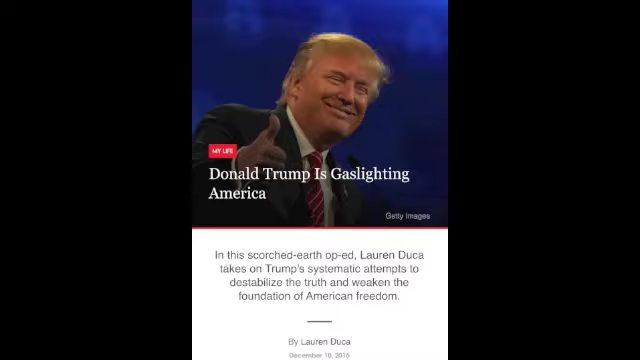 MY LIFE
Donald Trump Is Gaslighting
America
Getty Images
In this scorched-earth op-ed, Lauren Duca
takes on Trump's systematic attempts to
destabilize the truth and weaken the
foundation of American freedom.
By Lauren Duca
December 10, 2016